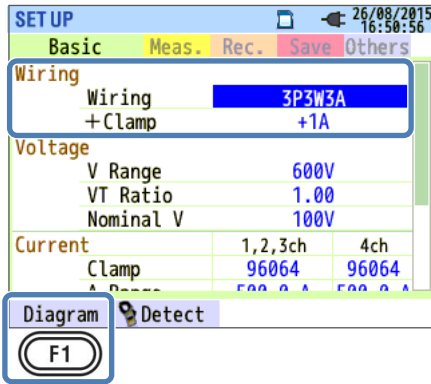 SET UP 26/08/2015
16:50:56
Basic Meas. Rec. Save Others
Wiring
Wiring 3P3W3A
+Clamp +1A
Voltage
V Range 600V
VT Ratio 1.00
Nominal V 100V
Current 1,2,3ch 4ch
Clamp 96064 96064
Diagram Detect
F1